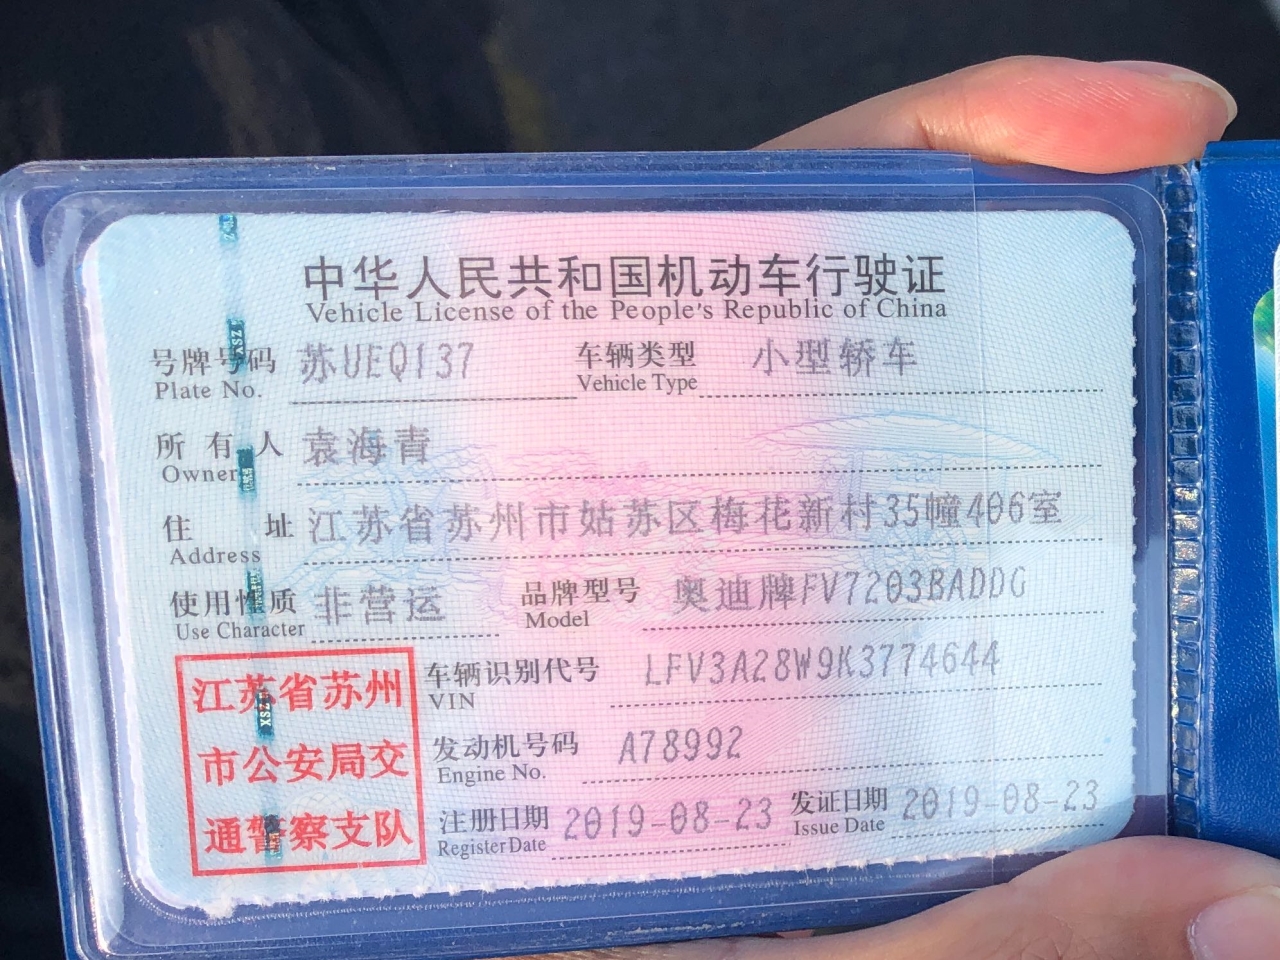 中华人民共和国机动车行驶证
Vehicle License of the People's Republic of China
号牌号码 苏UEQ137 车辆类型 小型轿车
Plate No. Vehicle Type
所有人 袁海青
Owner
住址 江苏省苏州市姑苏区梅花新村35幢406室
Address
使用性质 非营运 品牌型号 奥迪牌FV7203BADDG
Use Character Model
江苏省苏州
市公安局交
通警察支队
车辆识别代号 LFV3A28W9K3774644
VIN
发动机号码 A78992
Engine No.
注册日期 2019-08-23 发证日期 2019-08-23
Register Date Issue Date